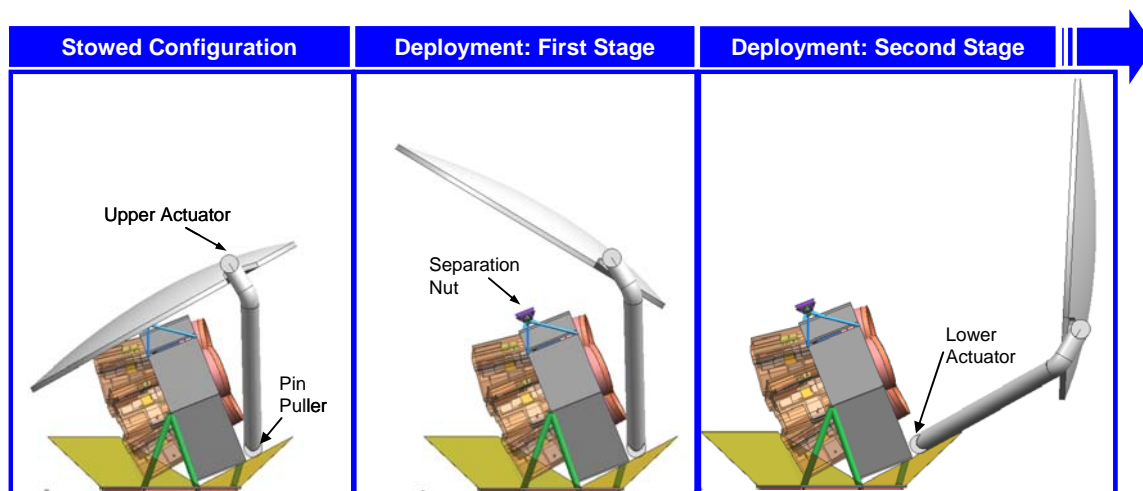 Stowed Configuration
Deployment: First Stage
Deployment: Second Stage
Upper Actuator
Pin
Puller
Separation
Nut
Lower
Actuator